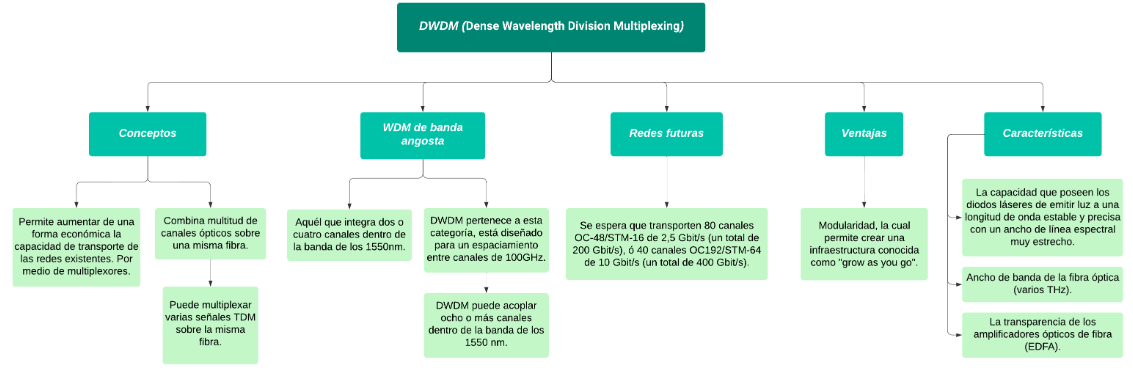 DWDM (Dense Wavelength Division Multiplexing)
Conceptos
WDM de banda
angosta
Redes futuras
Ventajas
Características
Permite aumentar de una
forma económica la
capacidad de transporte de
las redes existentes. Por
medio de multiplexores.
Combina multitud de
canales ópticos sobre
una misma fibra.
Puede multiplexar
varias señales TDM
sobre la misma
fibra.
Aquél que integra dos o
cuatro canales dentro de
la banda de los 1550nm.
DWDM pertenece a esta
categoría, está diseñado
para un espaciamiento
entre canales de 100GHz.
DWDM puede acoplar
ocho o más canales
dentro de la banda de los
1550 nm.
Se espera que transporten 80 canales
OC-48/STM-16 de 2,5 Gbit/s (un total de
200 Gbit/s), ó 40 canales OC192/STM-64
de 10 Gbit/s (un total de 400 Gbit/s).
Modularidad, la cual
permite crear una
infraestructura conocida
como "grow as you go".
La capacidad que poseen los
diodos láseres de emitir luz a una
longitud de onda estable y precisa
con un ancho de línea espectral
muy estrecho.
Ancho de banda de la fibra óptica
(varios THz).
La transparencia de los
amplificadores ópticos de fibra
(EDFA).